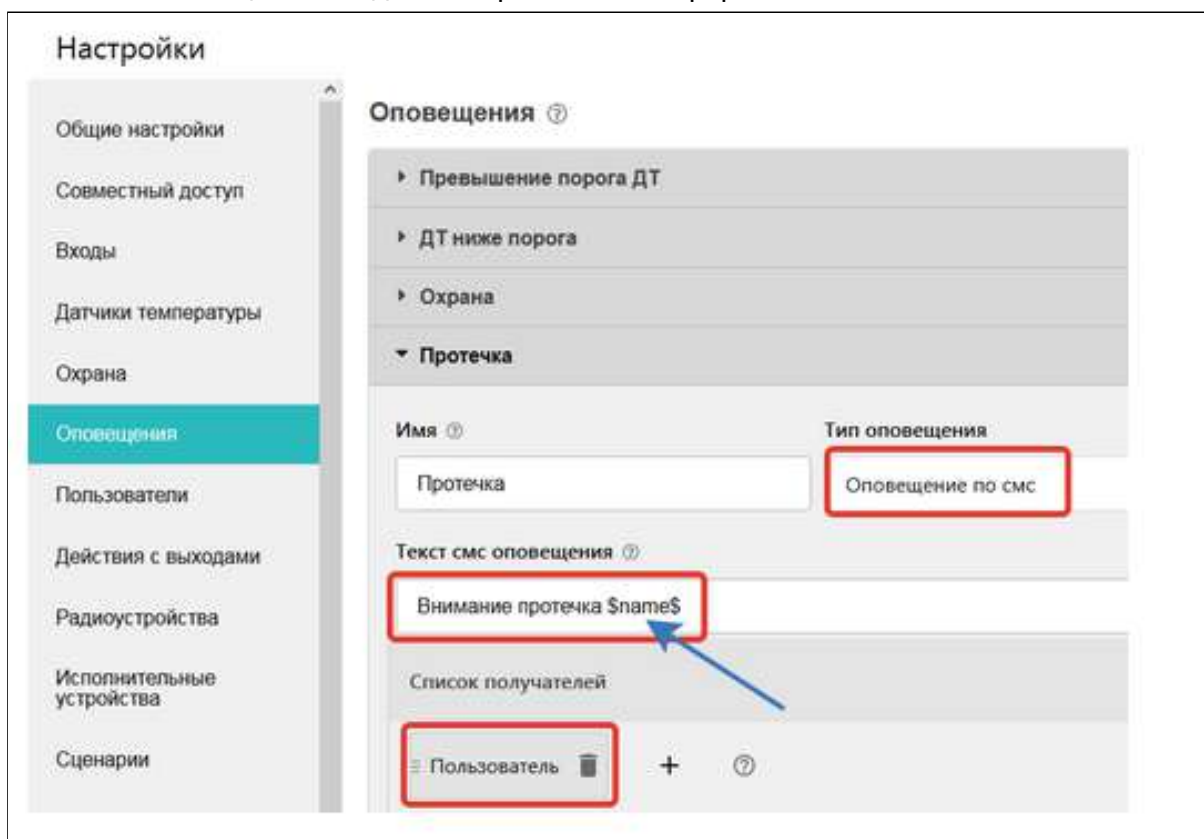 Настройки
Общие настройки
Совместный доступ
Входы
Датчики температуры
Охрана
Оповещения
Пользователи
Действия с выходами
Радиоустройства
Исполнительные
устройства
Сценарии
Оповещения
Превышение порога ДТ
ДТ ниже порога
Охрана
Протечка
Имя
Тип оповещения
Протечка
Оповещение по смс
Текст смс оповещения
Внимание протечка $name$
Список получателей
Пользователь